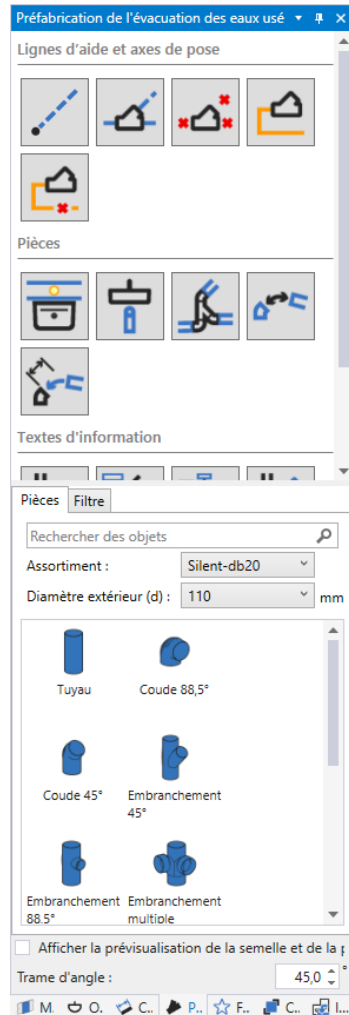 Préfabrication de l'évacuation des eaux usé
Lignes d'aide et axes de pose
Pièces
Textes d'information
Pièces Filtre
Rechercher des objets
Assortiment : Silent-db20
Diamètre extérieur (d) : 110 mm
Tuyau Coude 88,5°
Coude 45° Embranchement
45°
Embranchement Embranchement
88.5° multiple
Afficher la prévisualisation de la semelle et de la p
Trame d'angle : 45,0 °
M. O. C.. P.. F... C.. I...